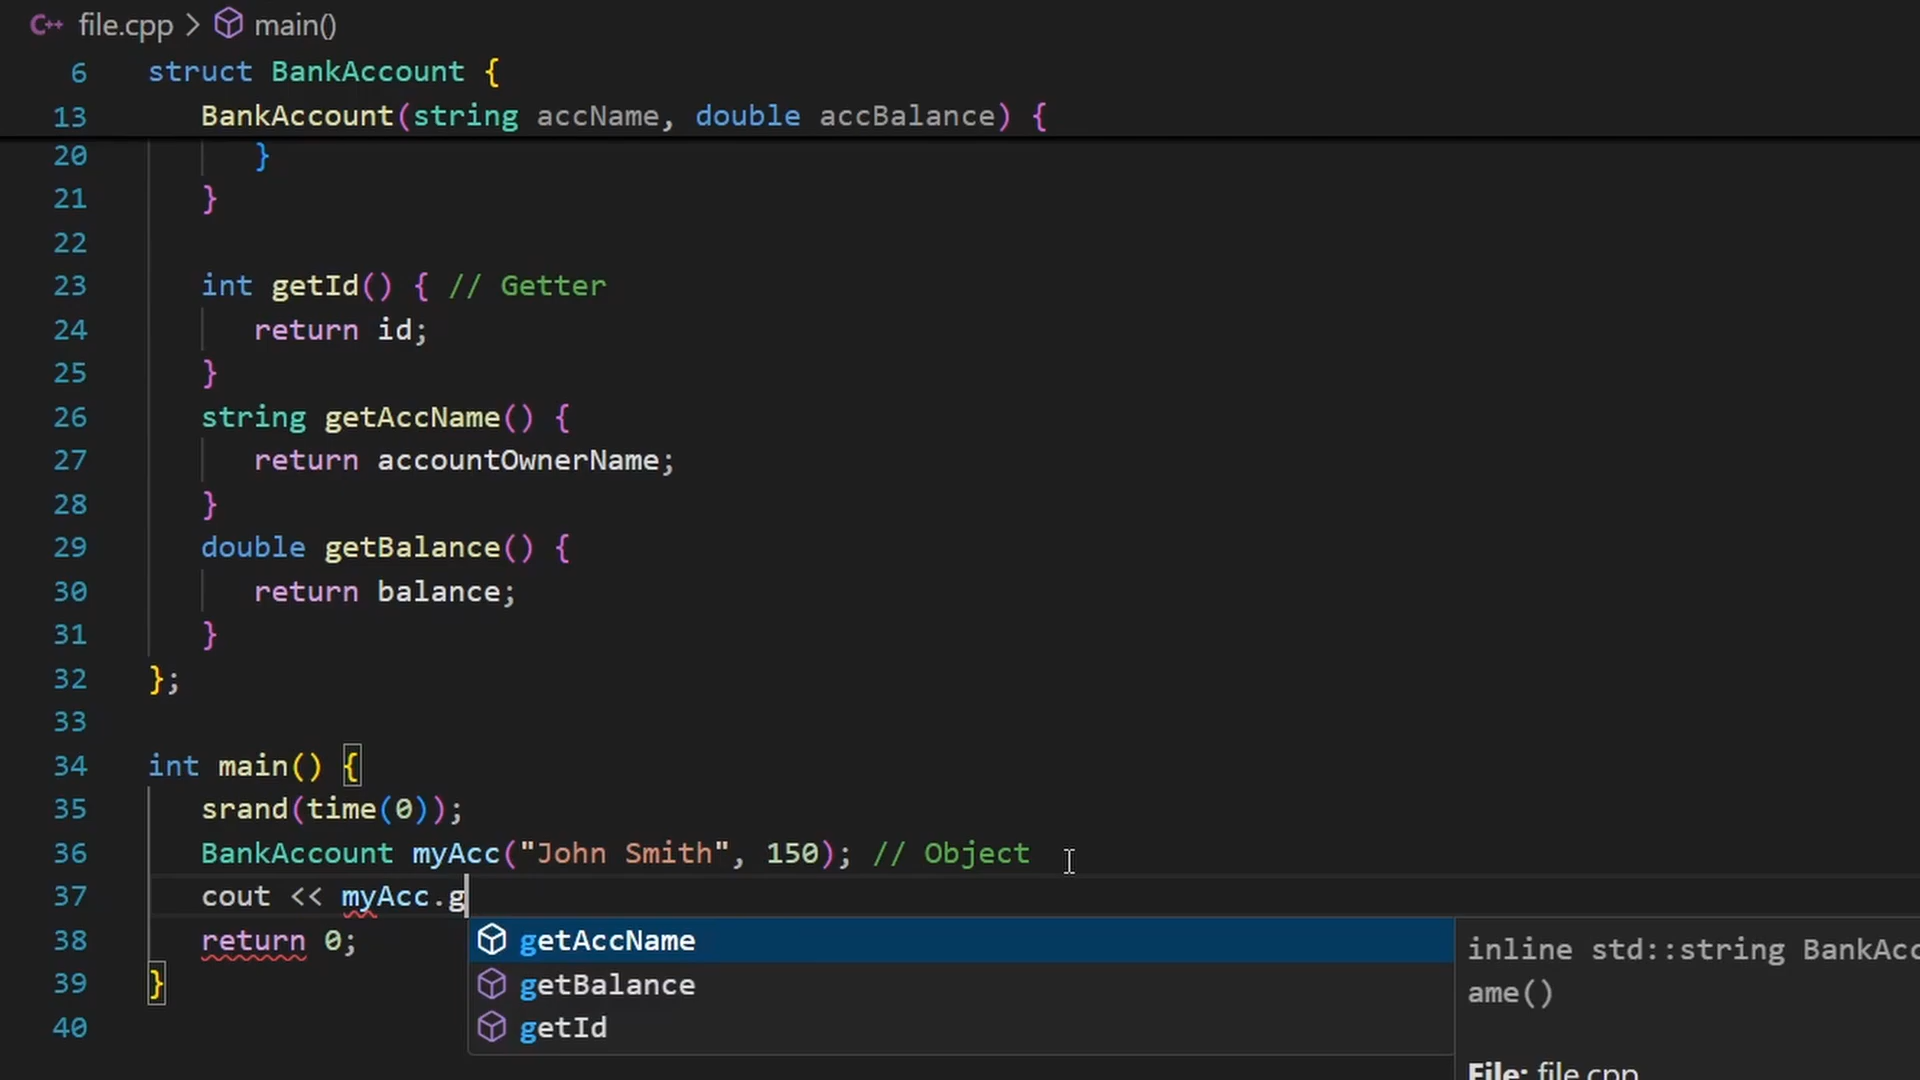 C++ file.cpp > main()
6 struct BankAccount {
13 BankAccount(string accName, double accBalance) {
20 }
21 }
22
23 int getId() { // Getter
24 return id;
25 }
26 string getAccName() {
27 return accountOwnerName;
28 }
29 double getBalance() {
30 return balance;
31 }
32 };
33
34 int main() {
35 srand(time(0));
36 BankAccount myAcc("John Smith", 150); // Object
37 cout << myAcc.g
38 return 0;
39 }
40
getAccName
getBalance
getId
inline std::string BankAcc
ame()
File: file.cpp